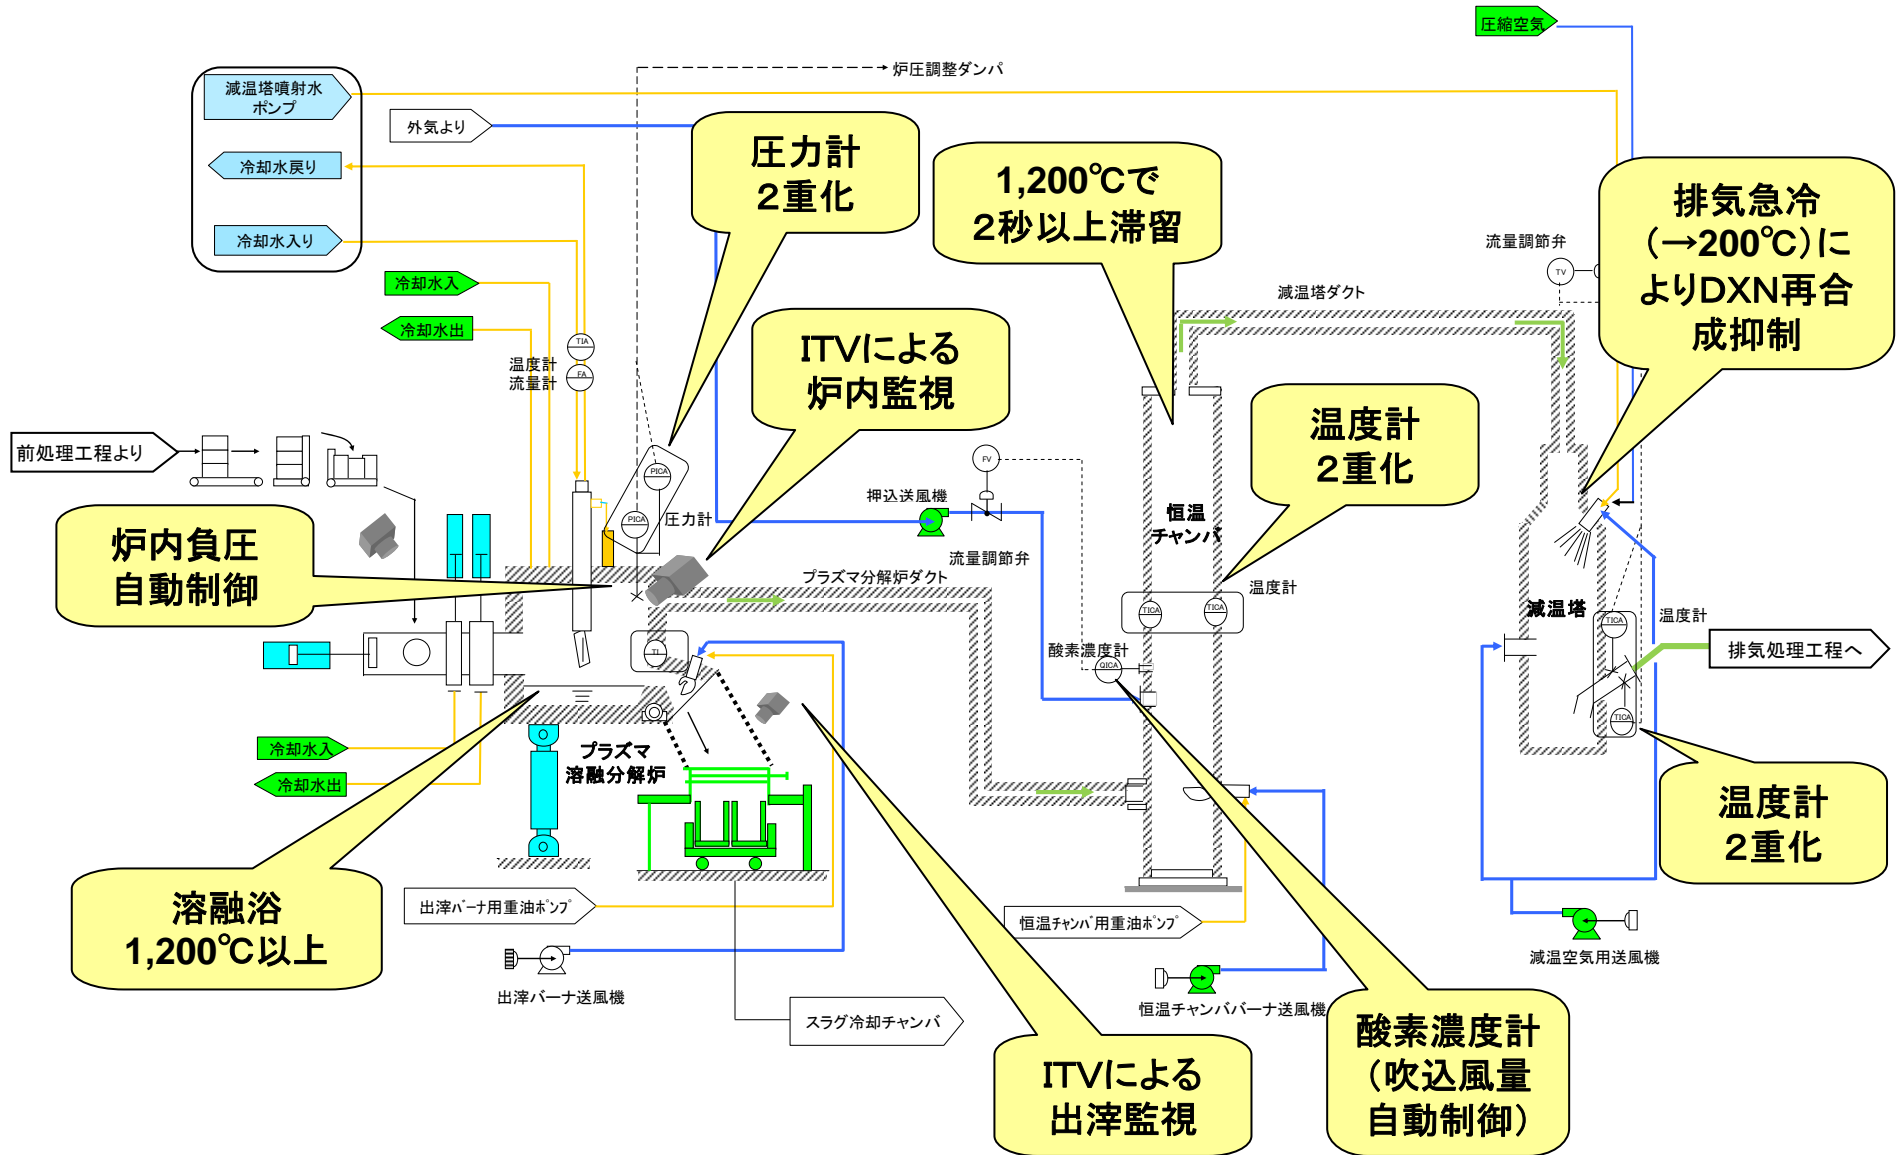 圧縮空気
炉圧調整ダンパ
減温塔噴射水
ポンプ
外気より
冷却水戻り
冷却水入り
冷却水入
冷却水出
圧力計
２重化
1,200℃で
２秒以上滞留
排気急冷
（→200℃）に
よりDXN再合
成抑制
流量調節弁
TV
減温塔ダクト
TIA
FA
温度計
流量計
ITVによる
炉内監視
温度計
２重化
前処理工程より
PICA
PICA
圧力計
FV
押込送風機
流量調節弁
恒温
チャンバ
炉内負圧
自動制御
プラズマ分解炉ダクト
温度計
TICA
TICA
減温塔
TICA
温度計
TI
酸素濃度計
OICA
排気処理工程へ
TICA
冷却水入
冷却水出
プラズマ
溶融分解炉
温度計
２重化
溶融浴
1,200℃以上
出滓ﾊﾞｰﾅ用重油ﾎﾟﾝﾌﾟ
恒温ﾁｬﾝﾊﾞ用重油ﾎﾟﾝﾌﾟ
減温空気用送風機
出滓バーナ送風機
恒温チャンババーナ送風機
スラグ冷却チャンバ
ITVによる
出滓監視
酸素濃度計
（吹込風量
自動制御）